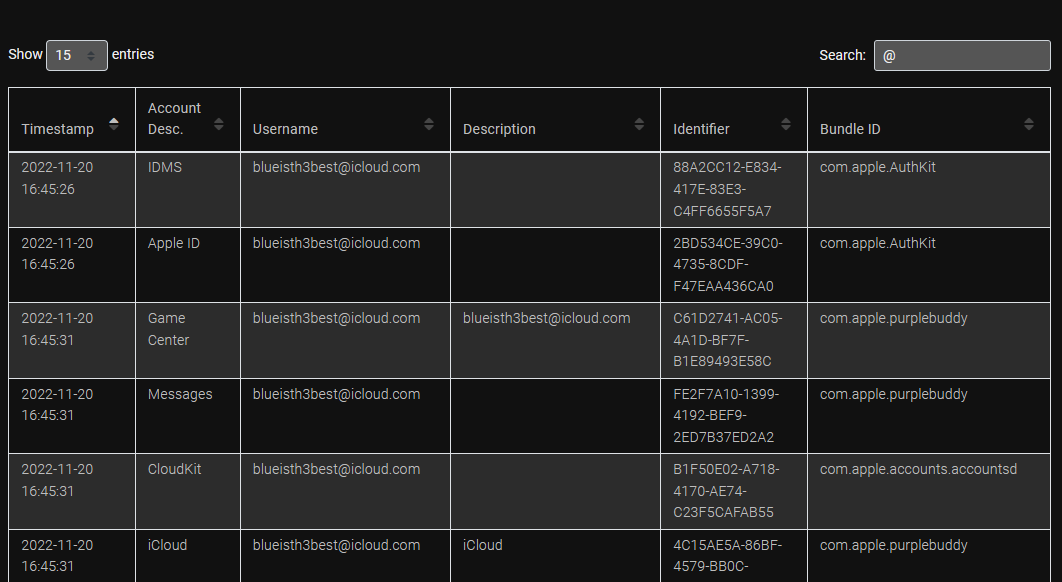 Show 15 entries Search: @
Timestamp Account Desc. Username Description Identifier Bundle ID
2022-11-20 IDMS blueisth3best@icloud.com 88A2CC12-E834- com.apple.AuthKit
16:45:26 417E-83E3-
C4FF6655F5A7
2022-11-20 Apple ID blueisth3best@icloud.com 2BD534CE-39C0- com.apple.AuthKit
16:45:26 4735-8CDF-
F47EAA436CA0
2022-11-20 Game blueisth3best@icloud.com blueisth3best@icloud.com C61D2741-AC05- com.apple.purplebuddy
16:45:31 Center 4A1D-BF7F-
B1E89493E58C
2022-11-20 Messages blueisth3best@icloud.com FE2F7A10-1399- com.apple.purplebuddy
16:45:31 4192-BEF9-
2ED7B37ED2A2
2022-11-20 CloudKit blueisth3best@icloud.com B1F50E02-A718- com.apple.accounts.accountsd
16:45:31 4170-AE74-
C23F5CAFAB55
2022-11-20 iCloud blueisth3best@icloud.com iCloud 4C15AE5A-86BF- com.apple.purplebuddy
16:45:31 4579-BB0C-